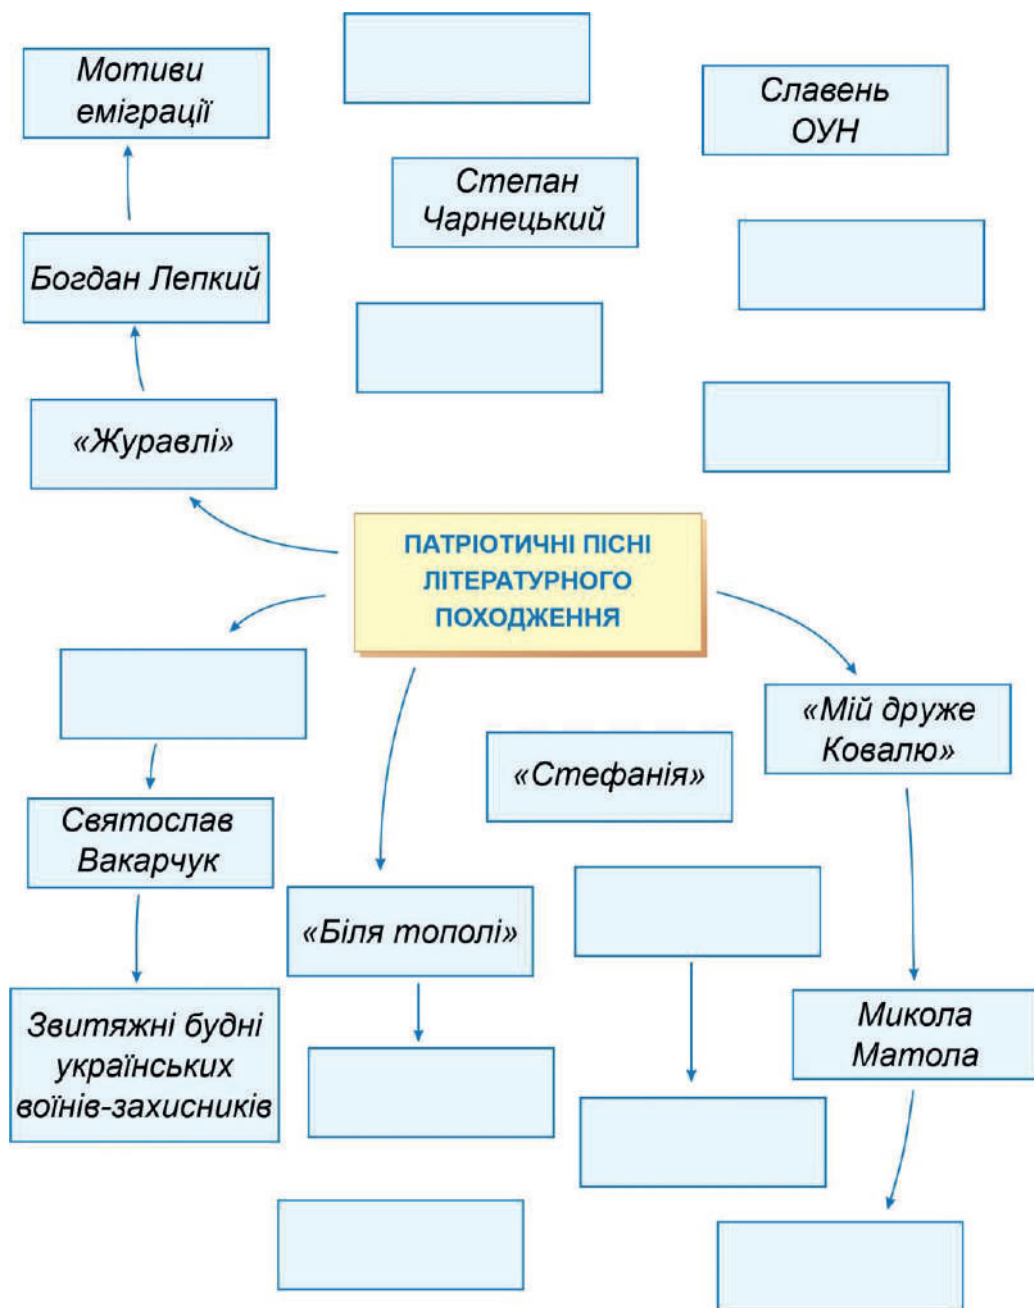 Мотиви
еміграції
Славень
ОУН
Степан
Чарнецький
Богдан Лепкий
«Журавлі»
ПАТРІОТИЧНІ ПІСНІ
ЛІТЕРАТУРНОГО
ПОХОДЖЕННЯ
«Мій друже
Ковалю»
«Стефанія»
Святослав
Вакарчук
«Біля тополі»
Звитяжні будні
українських
воїнів-захисників
Микола
Матола